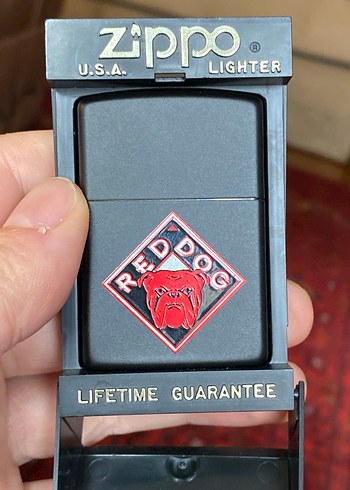 Zippo ®
U.S.A. LIGHTER
RED DOG
LIFETIME GUARANTEE